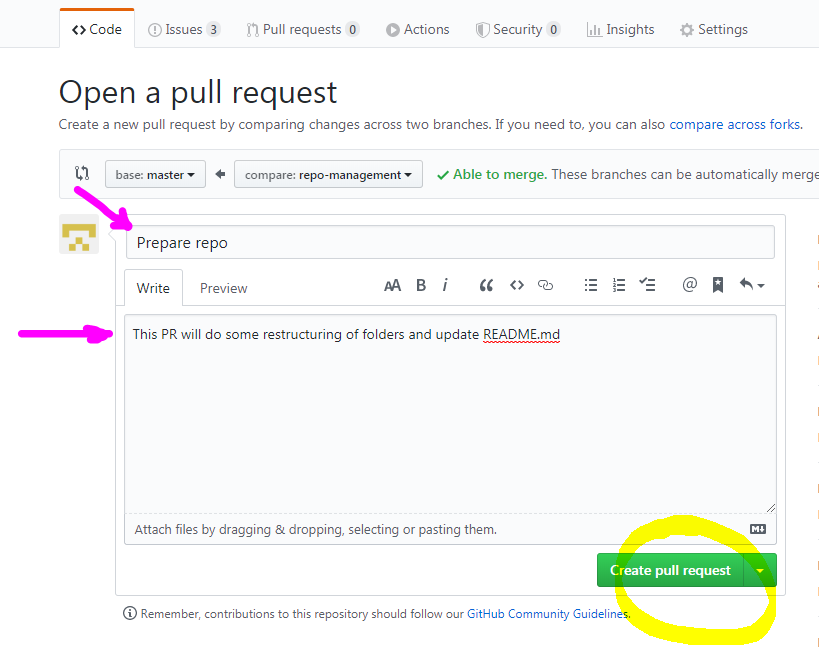 Code Issues 3 Pull requests 0 Actions Security 0 Insights Settings
Open a pull request
Create a new pull request by comparing changes across two branches. If you need to, you can also compare across forks.
base: master compare: repo-management Able to merge. These branches can be automatically merge
Prepare repo
Write Preview AA B i @
This PR will do some restructuring of folders and update README.md
Attach files by dragging & dropping, selecting or pasting them.
Create pull request
Remember, contributions to this repository should follow our GitHub Community Guidelines.